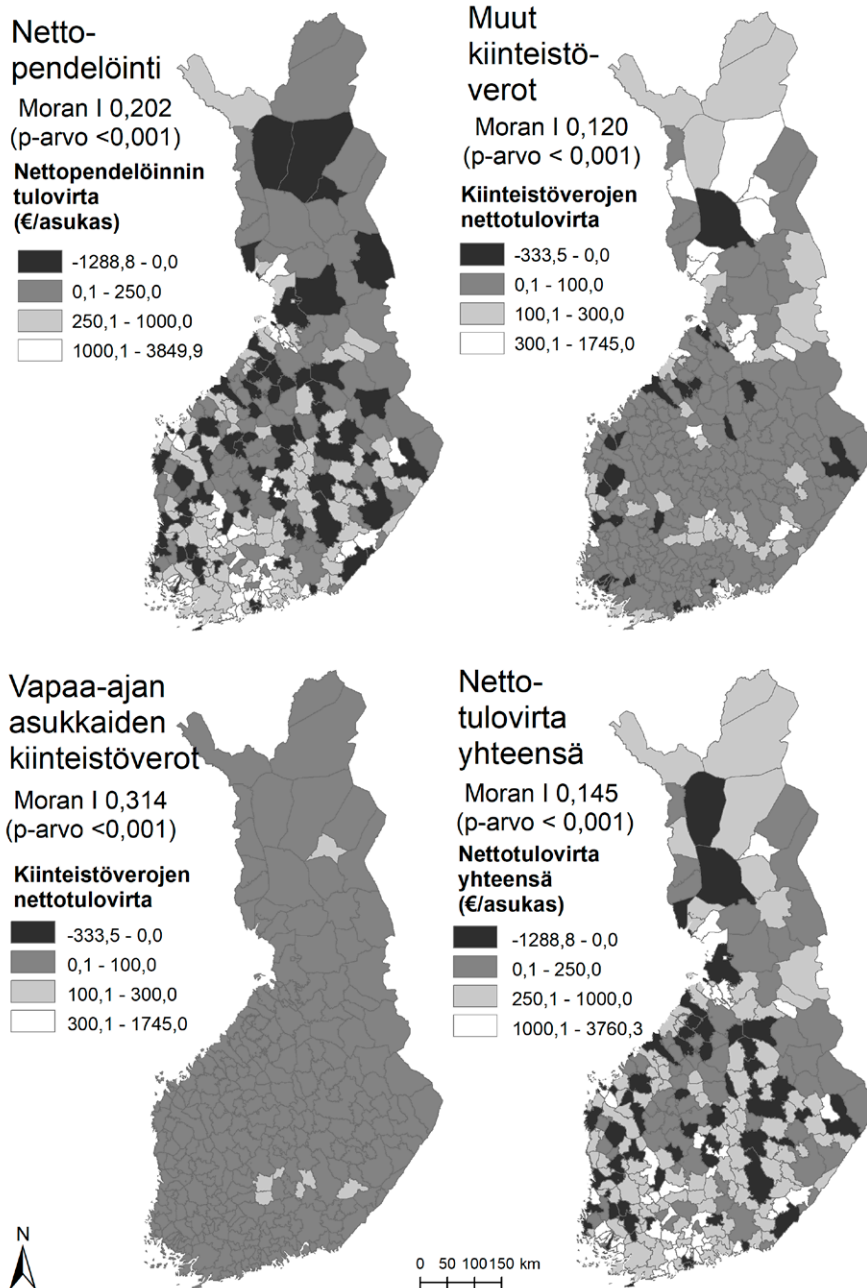 Netto-
pendelöinti
Moran I 0,202
(p-arvo <0,001)
Nettopendelöinnin
tulovirta
(€/asukas)
-1288,8 - 0,0
0,1 - 250,0
250,1 - 1000,0
1000,1 - 3849,9
Muut
kiinteistö-
verot
Moran I 0,120
(p-arvo < 0,001)
Kiinteistöverojen
nettotulovirta
-333,5 - 0,0
0,1 - 100,0
100,1 - 300,0
300,1 - 1745,0
Vapaa-ajan
asukkaiden
kiinteistöverot
Moran I 0,314
(p-arvo <0,001)
Kiinteistöverojen
nettotulovirta
-333,5 - 0,0
0,1 - 100,0
100,1 - 300,0
300,1 - 1745,0
Netto-
tulovirta
yhteensä
Moran I 0,145
(p-arvo < 0,001)
Nettotulovirta
yhteensä
(€/asukas)
-1288,8 - 0,0
0,1 - 250,0
250,1 - 1000,0
1000,1 - 3760,3
N
0 50 100150 km